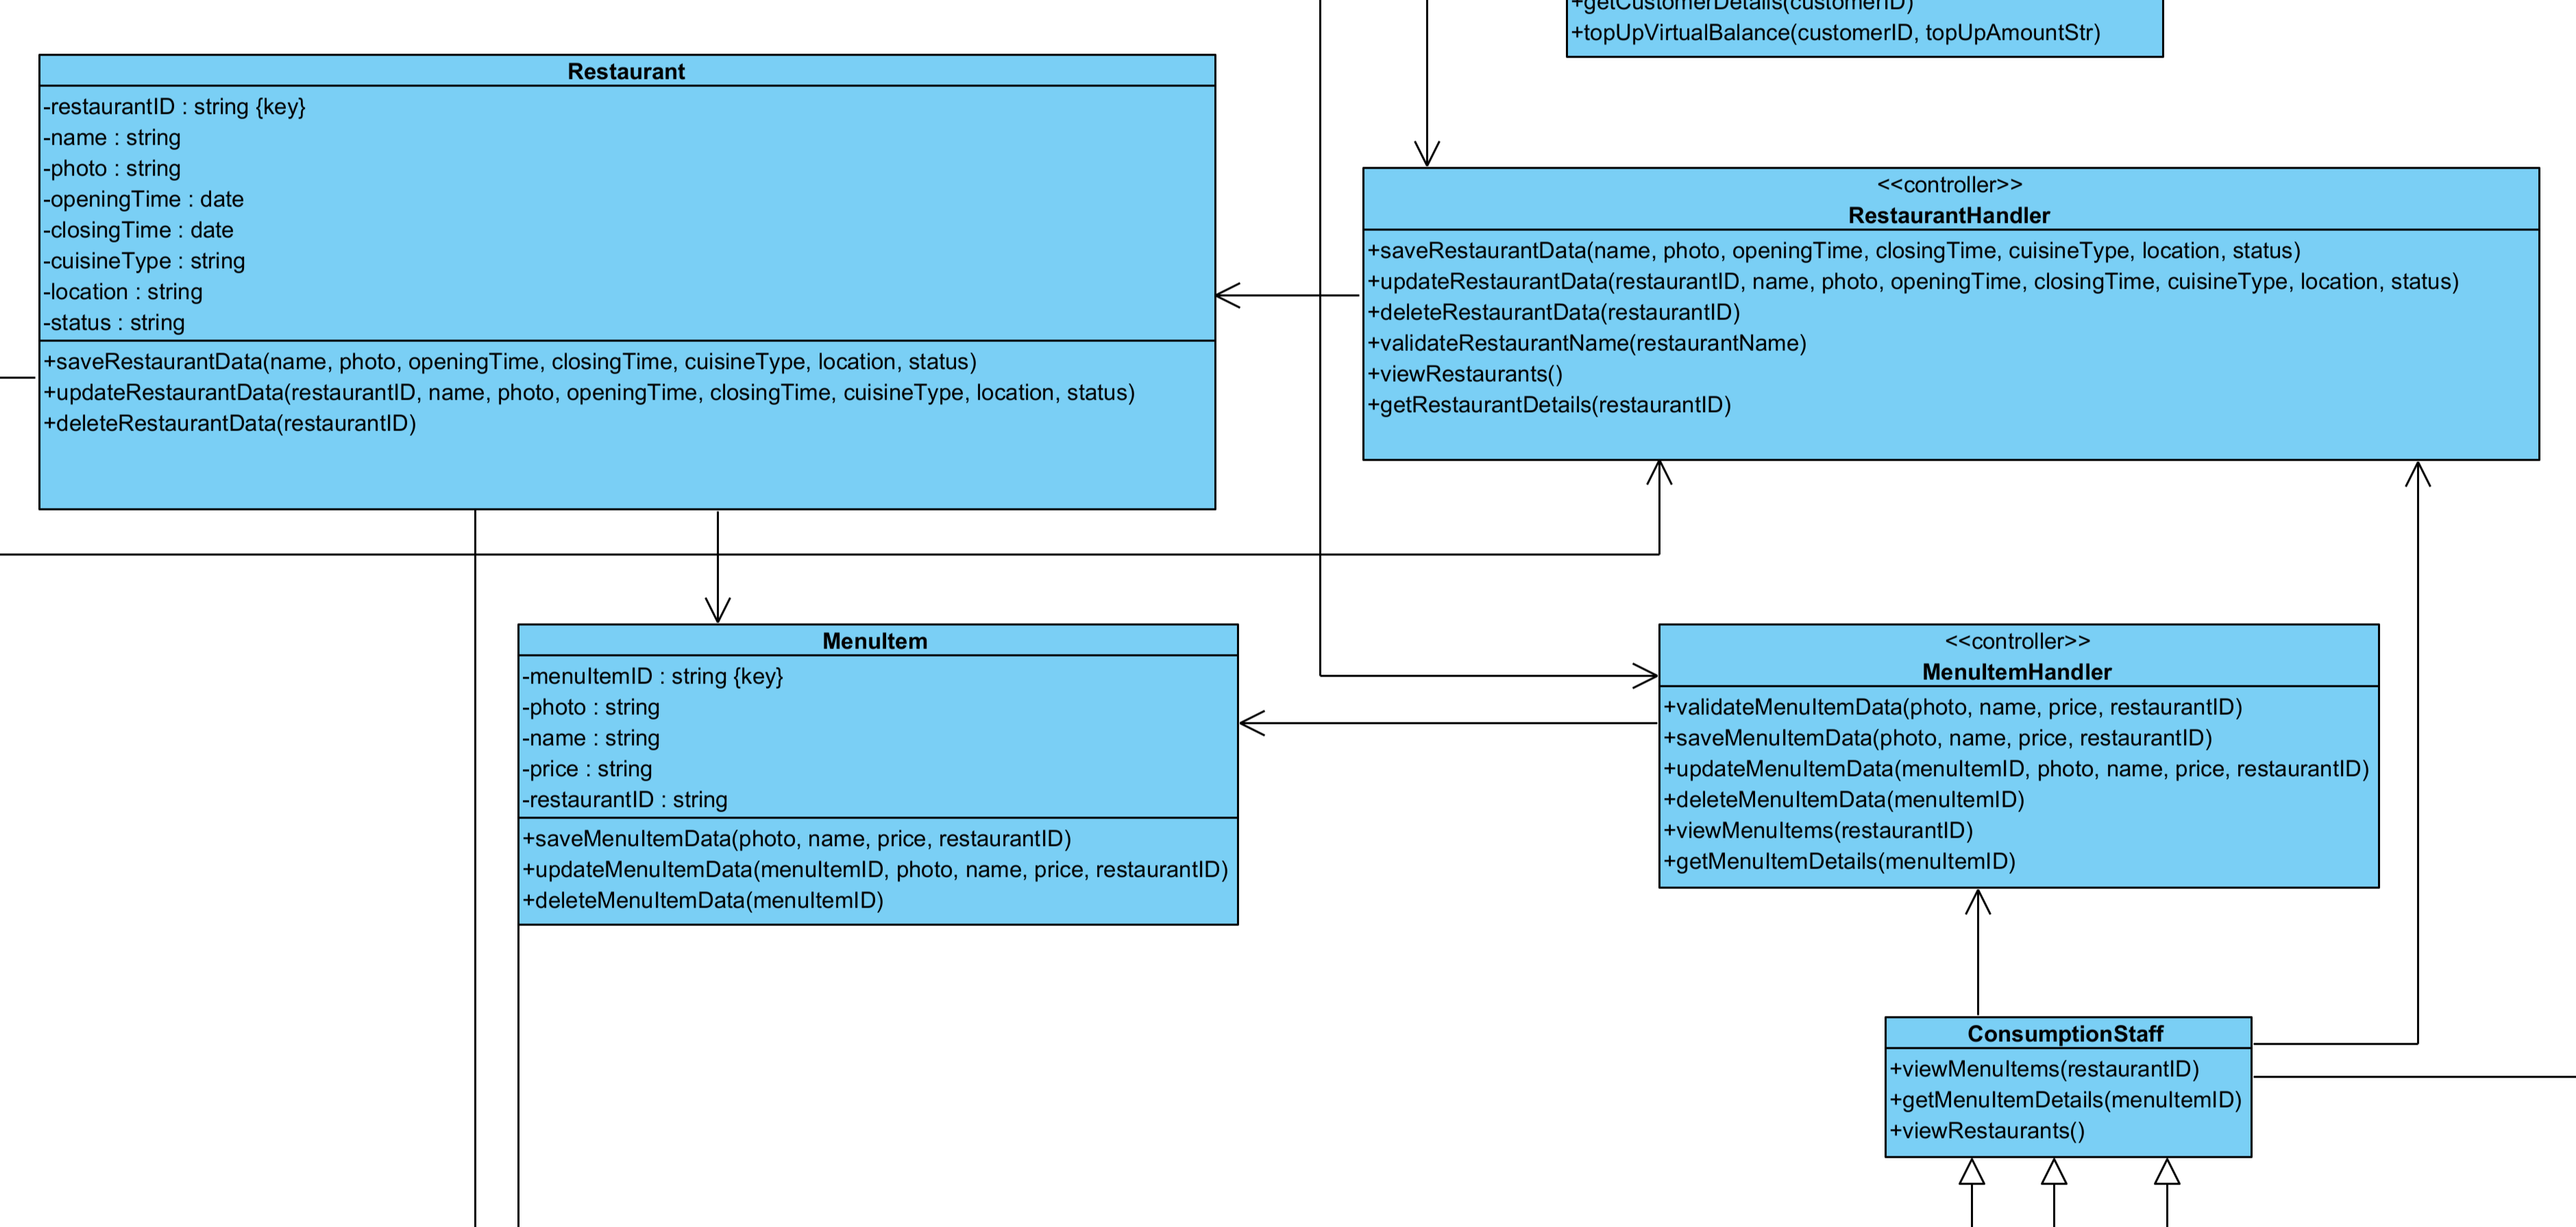 +getCustomerDetails(customerID)
+topUpVirtualBalance(customerID, topUpAmountStr)
Restaurant
-restaurantID : string {key}
-name : string
-photo : string
-openingTime : date
-closingTime : date
-cuisineType : string
-location : string
-status : string
+saveRestaurantData(name, photo, openingTime, closingTime, cuisineType, location, status)
+updateRestaurantData(restaurantID, name, photo, openingTime, closingTime, cuisineType, location, status)
+deleteRestaurantData(restaurantID)
<<controller>>
RestaurantHandler
+saveRestaurantData(name, photo, openingTime, closingTime, cuisineType, location, status)
+updateRestaurantData(restaurantID, name, photo, openingTime, closingTime, cuisineType, location, status)
+deleteRestaurantData(restaurantID)
+validateRestaurantName(restaurantName)
+viewRestaurants()
+getRestaurantDetails(restaurantID)
MenuItem
-menuItemID : string {key}
-photo : string
-name : string
-price : string
-restaurantID : string
+saveMenuItemData(photo, name, price, restaurantID)
+updateMenuItemData(menuItemID, photo, name, price, restaurantID)
+deleteMenuItemData(menuItemID)
<<controller>>
MenuItemHandler
+validateMenuItemData(photo, name, price, restaurantID)
+saveMenuItemData(photo, name, price, restaurantID)
+updateMenuItemData(menuItemID, photo, name, price, restaurantID)
+deleteMenuItemData(menuItemID)
+viewMenuItems(restaurantID)
+getMenuItemDetails(menuItemID)
ConsumptionStaff
+viewMenuItems(restaurantID)
+getMenuItemDetails(menuItemID)
+viewRestaurants()